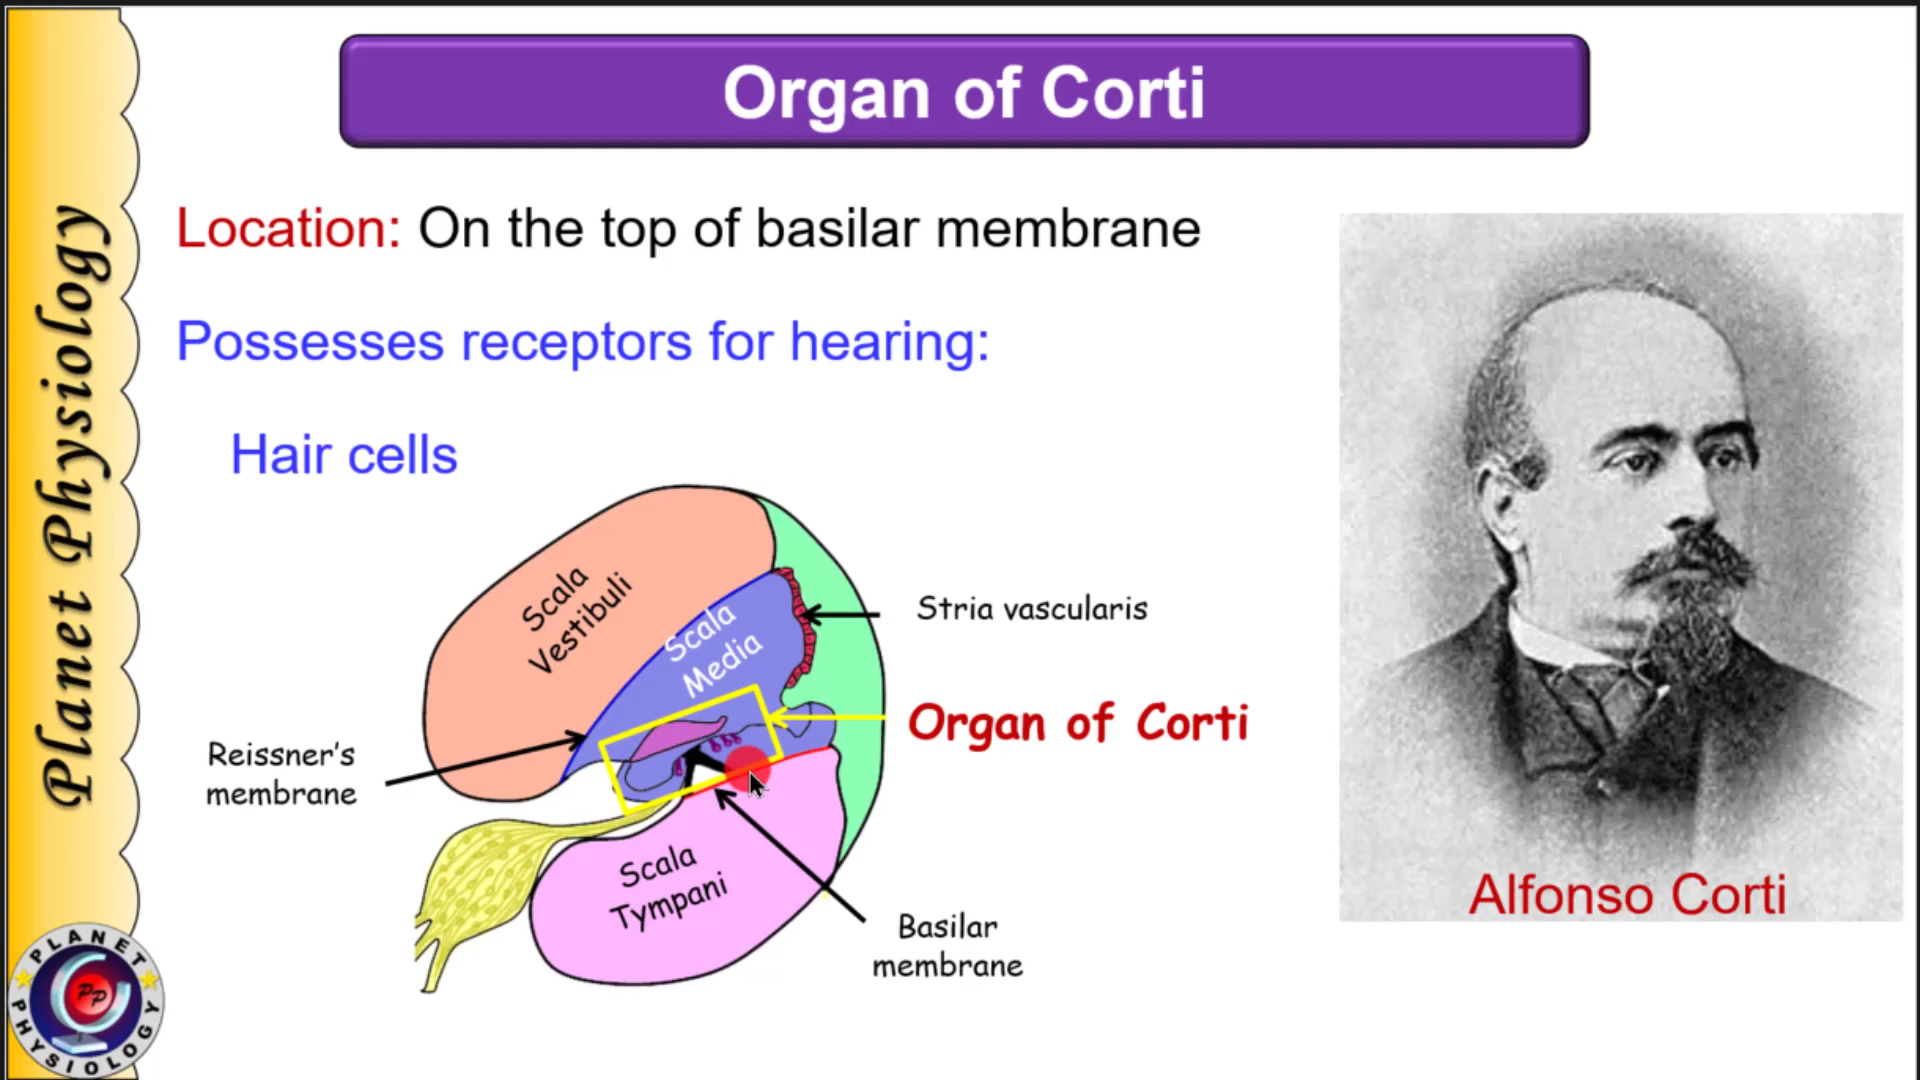 Organ of Corti
Planet Physiology
Location: On the top of basilar membrane
Possesses receptors for hearing:
Hair cells
Scala
Vestibuli
Scala
Media
Stria vascularis
Organ of Corti
Reissner's
membrane
Scala
Tympani
Basilar
membrane
Alfonso Corti
PLANET
PP
PHYSIOLOGY